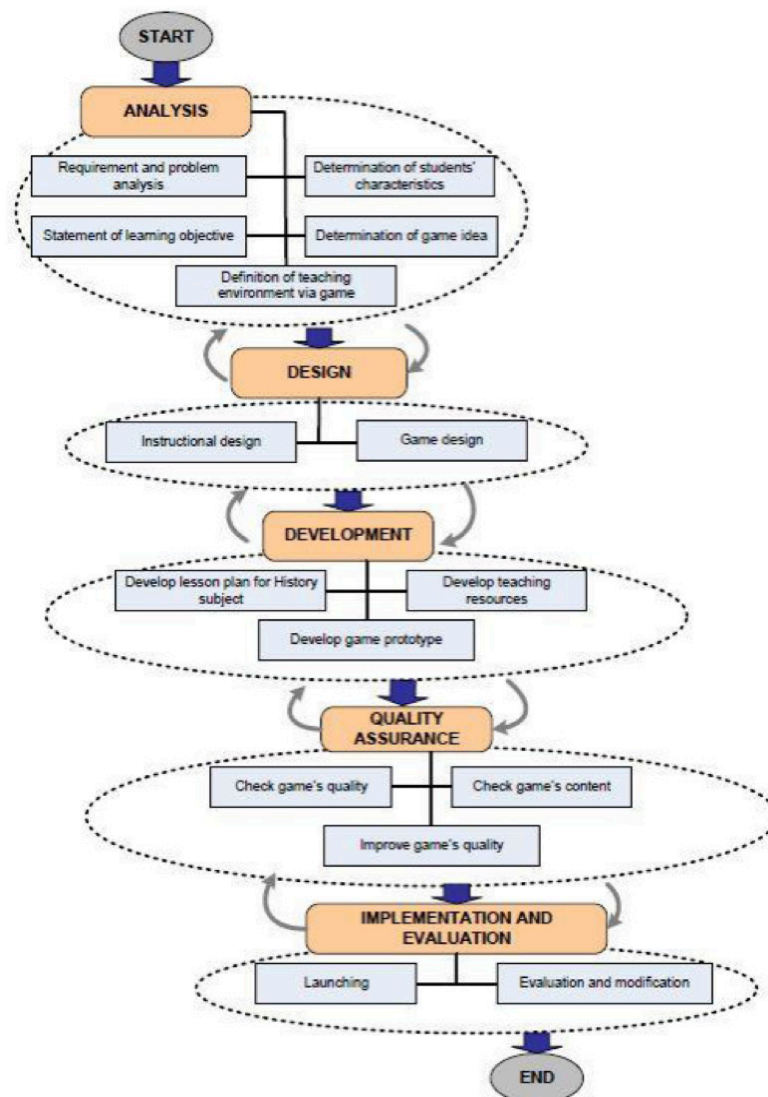 START
ANALYSIS
Requirement and problem
analysis
Determination of students'
characteristics
Statement of learning objective
Determination of game idea
Definition of teaching
environment via game
DESIGN
Instructional design
Game design
DEVELOPMENT
Develop lesson plan for History
subject
Develop teaching
resources
Develop game prototype
QUALITY
ASSURANCE
Check game's quality
Check game's content
Improve game's quality
IMPLEMENTATION AND
EVALUATION
Launching
Evaluation and modification
END